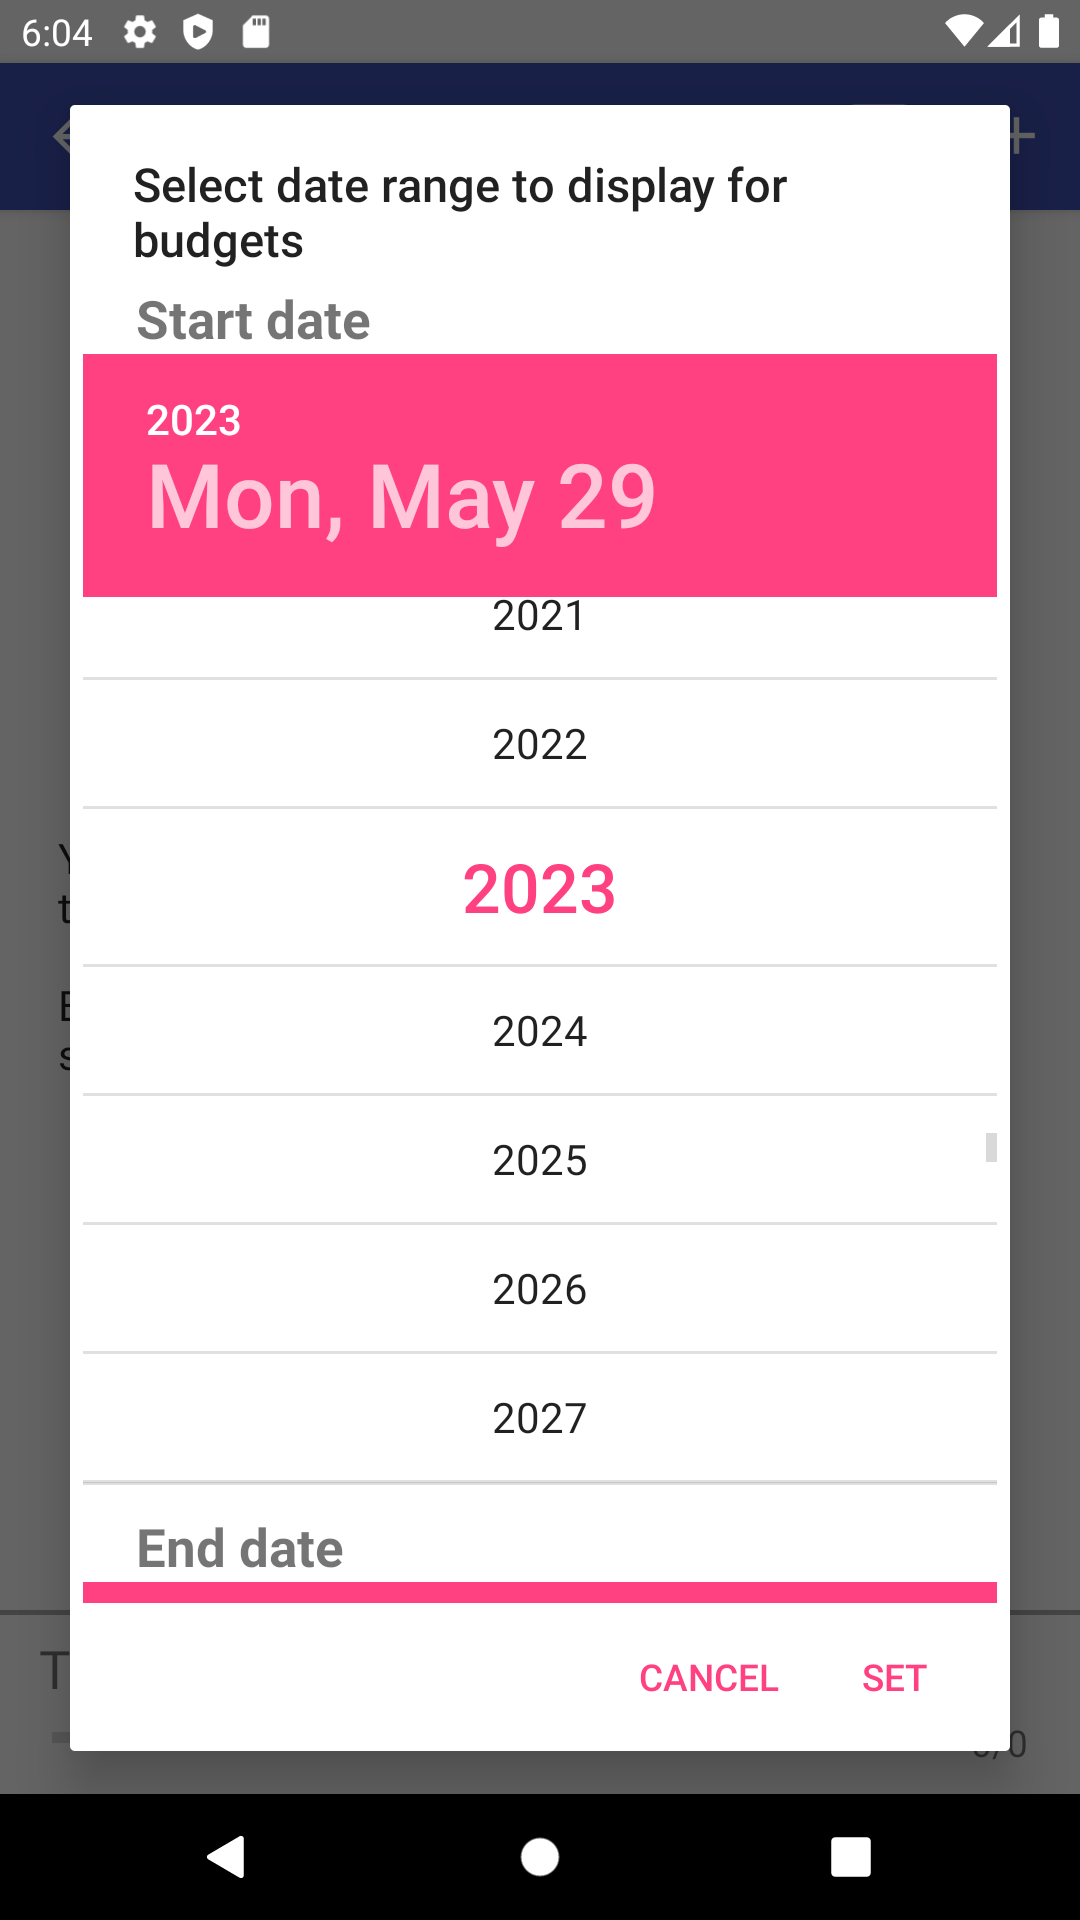 6:04
Select date range to display for
budgets
Start date
2023
Mon, May 29
2021
2022
2023
2024
2025
2026
2027
End date
CANCEL
SET